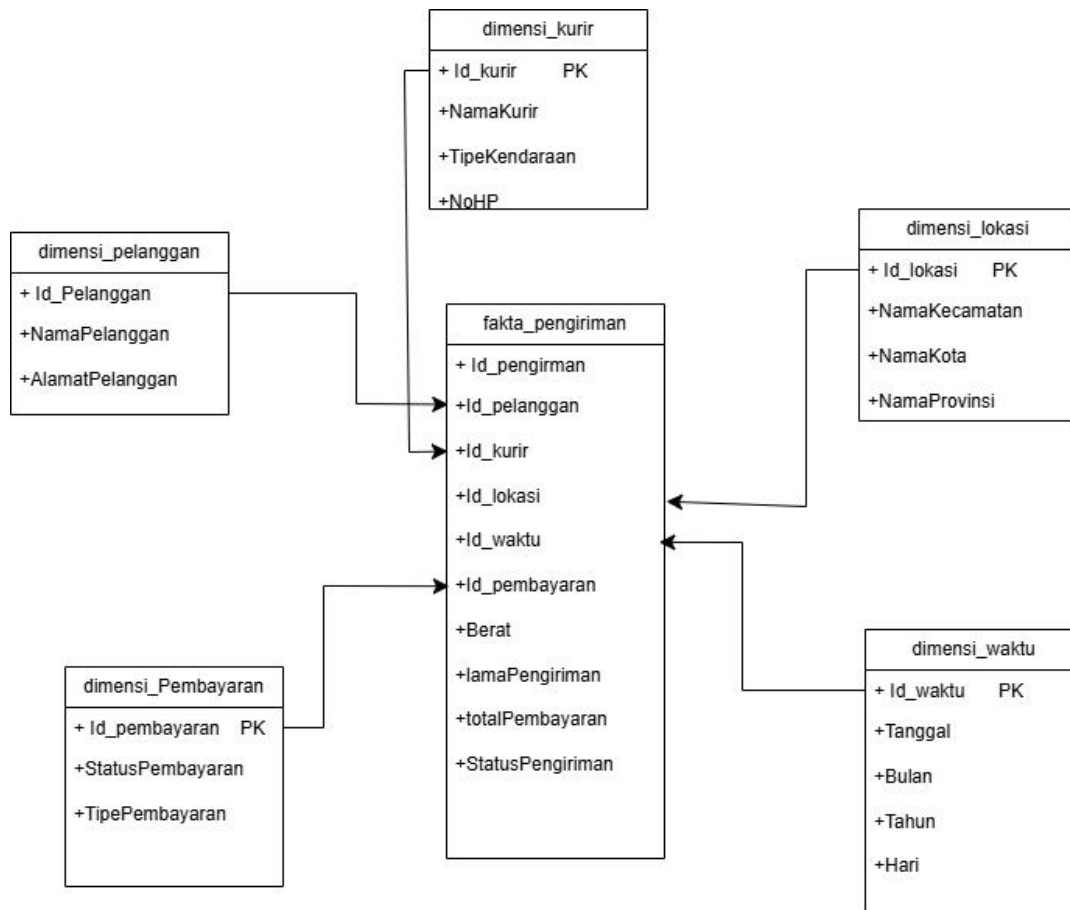 dimensi_kurir
+ Id_kurir PK
+NamaKurir
+TipeKendaraan
+NoHP
dimensi_pelanggan
+ Id_Pelanggan
+NamaPelanggan
+AlamatPelanggan
dimensi_lokasi
+ Id_lokasi PK
+NamaKecamatan
+NamaKota
+NamaProvinsi
fakta_pengiriman
+ Id_pengirman
+Id_pelanggan
+Id_kurir
+Id_lokasi
+Id_waktu
+Id_pembayaran
+Berat
+lamaPengiriman
+totalPembayaran
+StatusPengiriman
dimensi_Pembayaran
+ Id_pembayaran PK
+StatusPembayaran
+TipePembayaran
dimensi_waktu
+ Id_waktu PK
+Tanggal
+Bulan
+Tahun
+Hari